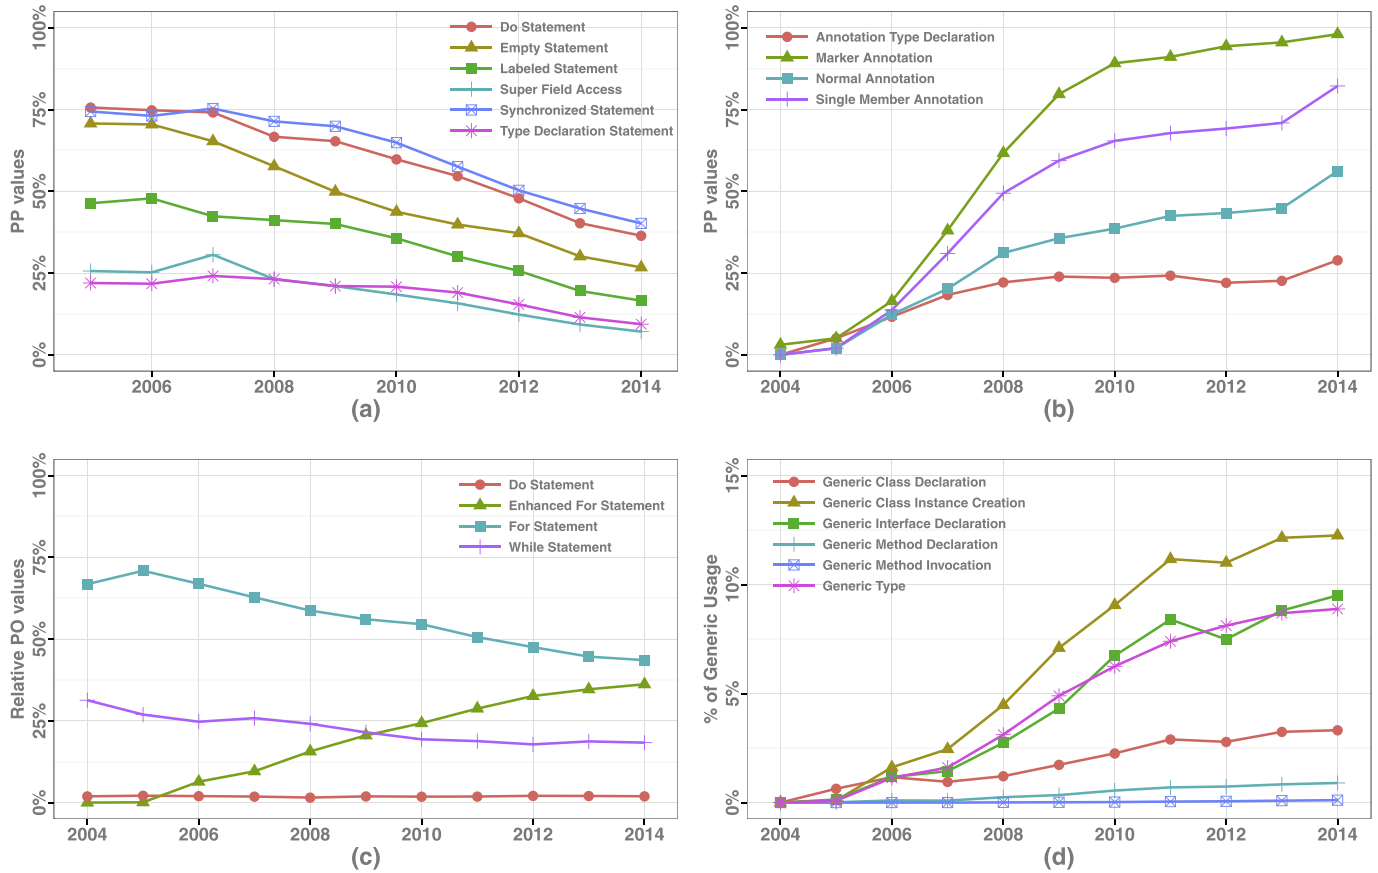 100%
75%
50%
25%
0%
PP values
Do Statement
Empty Statement
Labeled Statement
Super Field Access
Synchronized Statement
Type Declaration Statement
2006 2008 2010 2012 2014
(a)
100%
75%
50%
25%
0%
PP values
Annotation Type Declaration
Marker Annotation
Normal Annotation
Single Member Annotation
2004 2006 2008 2010 2012 2014
(b)
100%
75%
50%
25%
0%
Relative PO values
Do Statement
Enhanced For Statement
For Statement
While Statement
2004 2006 2008 2010 2012 2014
(c)
15%
10%
5%
0%
% of Generic Usage
Generic Class Declaration
Generic Class Instance Creation
Generic Interface Declaration
Generic Method Declaration
Generic Method Invocation
Generic Type
2004 2006 2008 2010 2012 2014
(d)